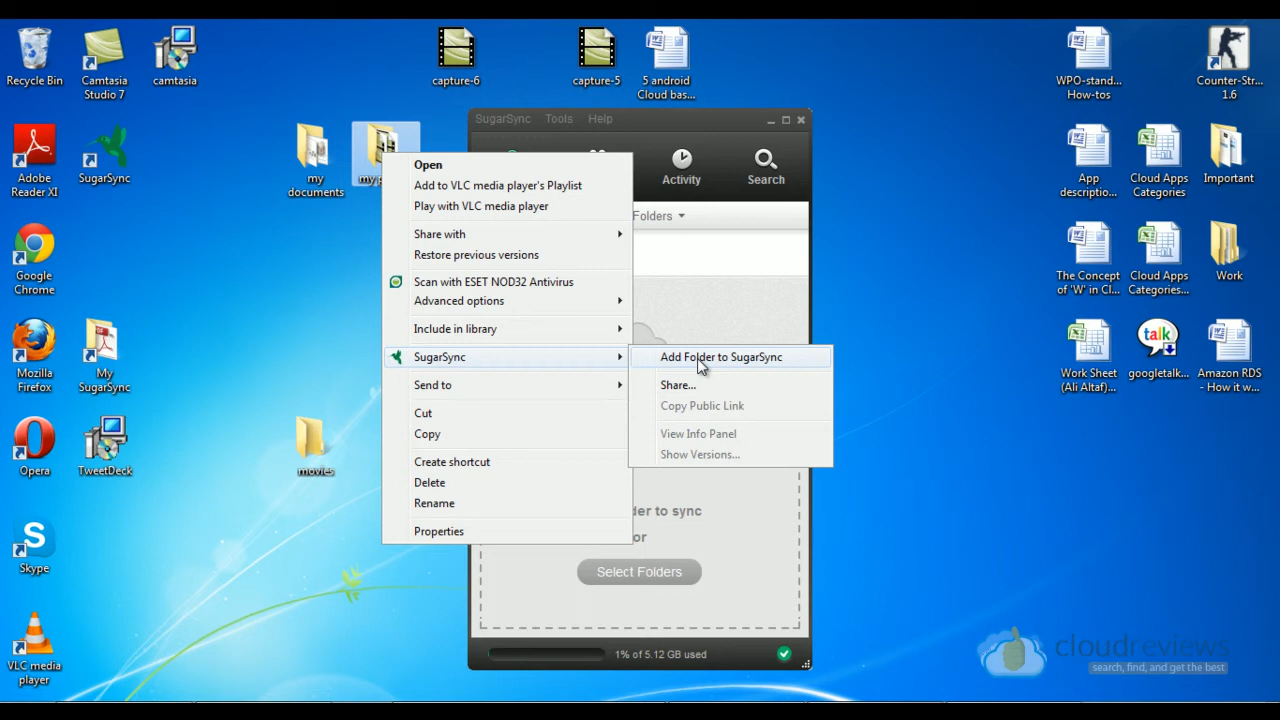 Recycle Bin
Camtasia
Studio 7
camtasia
capture-6
capture-5
5 android
Cloud bas...
WPO-stand...
How-tos
Counter-Str...
1.6
SugarSync Tools Help
Adobe
Reader XI
SugarSync
my
documents
my p
Activity
Search
App
descriptio...
Cloud Apps
Categories
Important
Folders
Open
Add to VLC media player's Playlist
Play with VLC media player
Share with
Restore previous versions
Scan with ESET NOD32 Antivirus
Advanced options
Include in library
SugarSync
Send to
Cut
Copy
Create shortcut
Delete
Rename
Properties
Add Folder to SugarSync
Share...
Copy Public Link
View Info Panel
Show Versions...
Google
Chrome
The Concept
of 'W' in Cl...
Cloud Apps
Categories...
Work
Mozilla
Firefox
My
SugarSync
Work Sheet
(Ali Altaf)...
talk
googletalk...
Amazon RDS
- How it w...
Opera
TweetDeck
movies
der to sync
or
Select Folders
Skype
VLC media
player
1% of 5.12 GB used
cloudreviews
search, find, and get the best